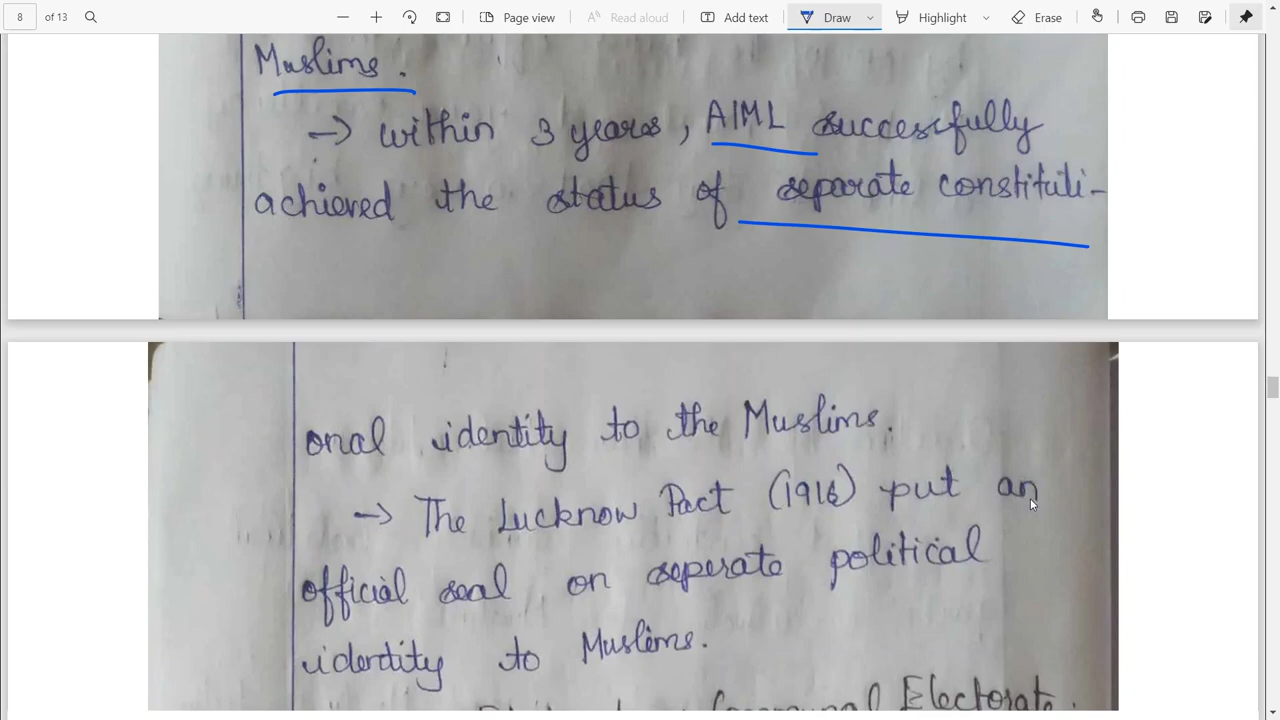 8 of 13 Page view Read aloud Add text Draw Highlight Erase
Muslims.
→ within 3 years, AIML successfully
achieved the status of separate constituti-
onal identity to the Muslims.
→ The Lucknow Pact (1916) put an
official seal on seperate political
identity to Muslims.
Communal Electorate.